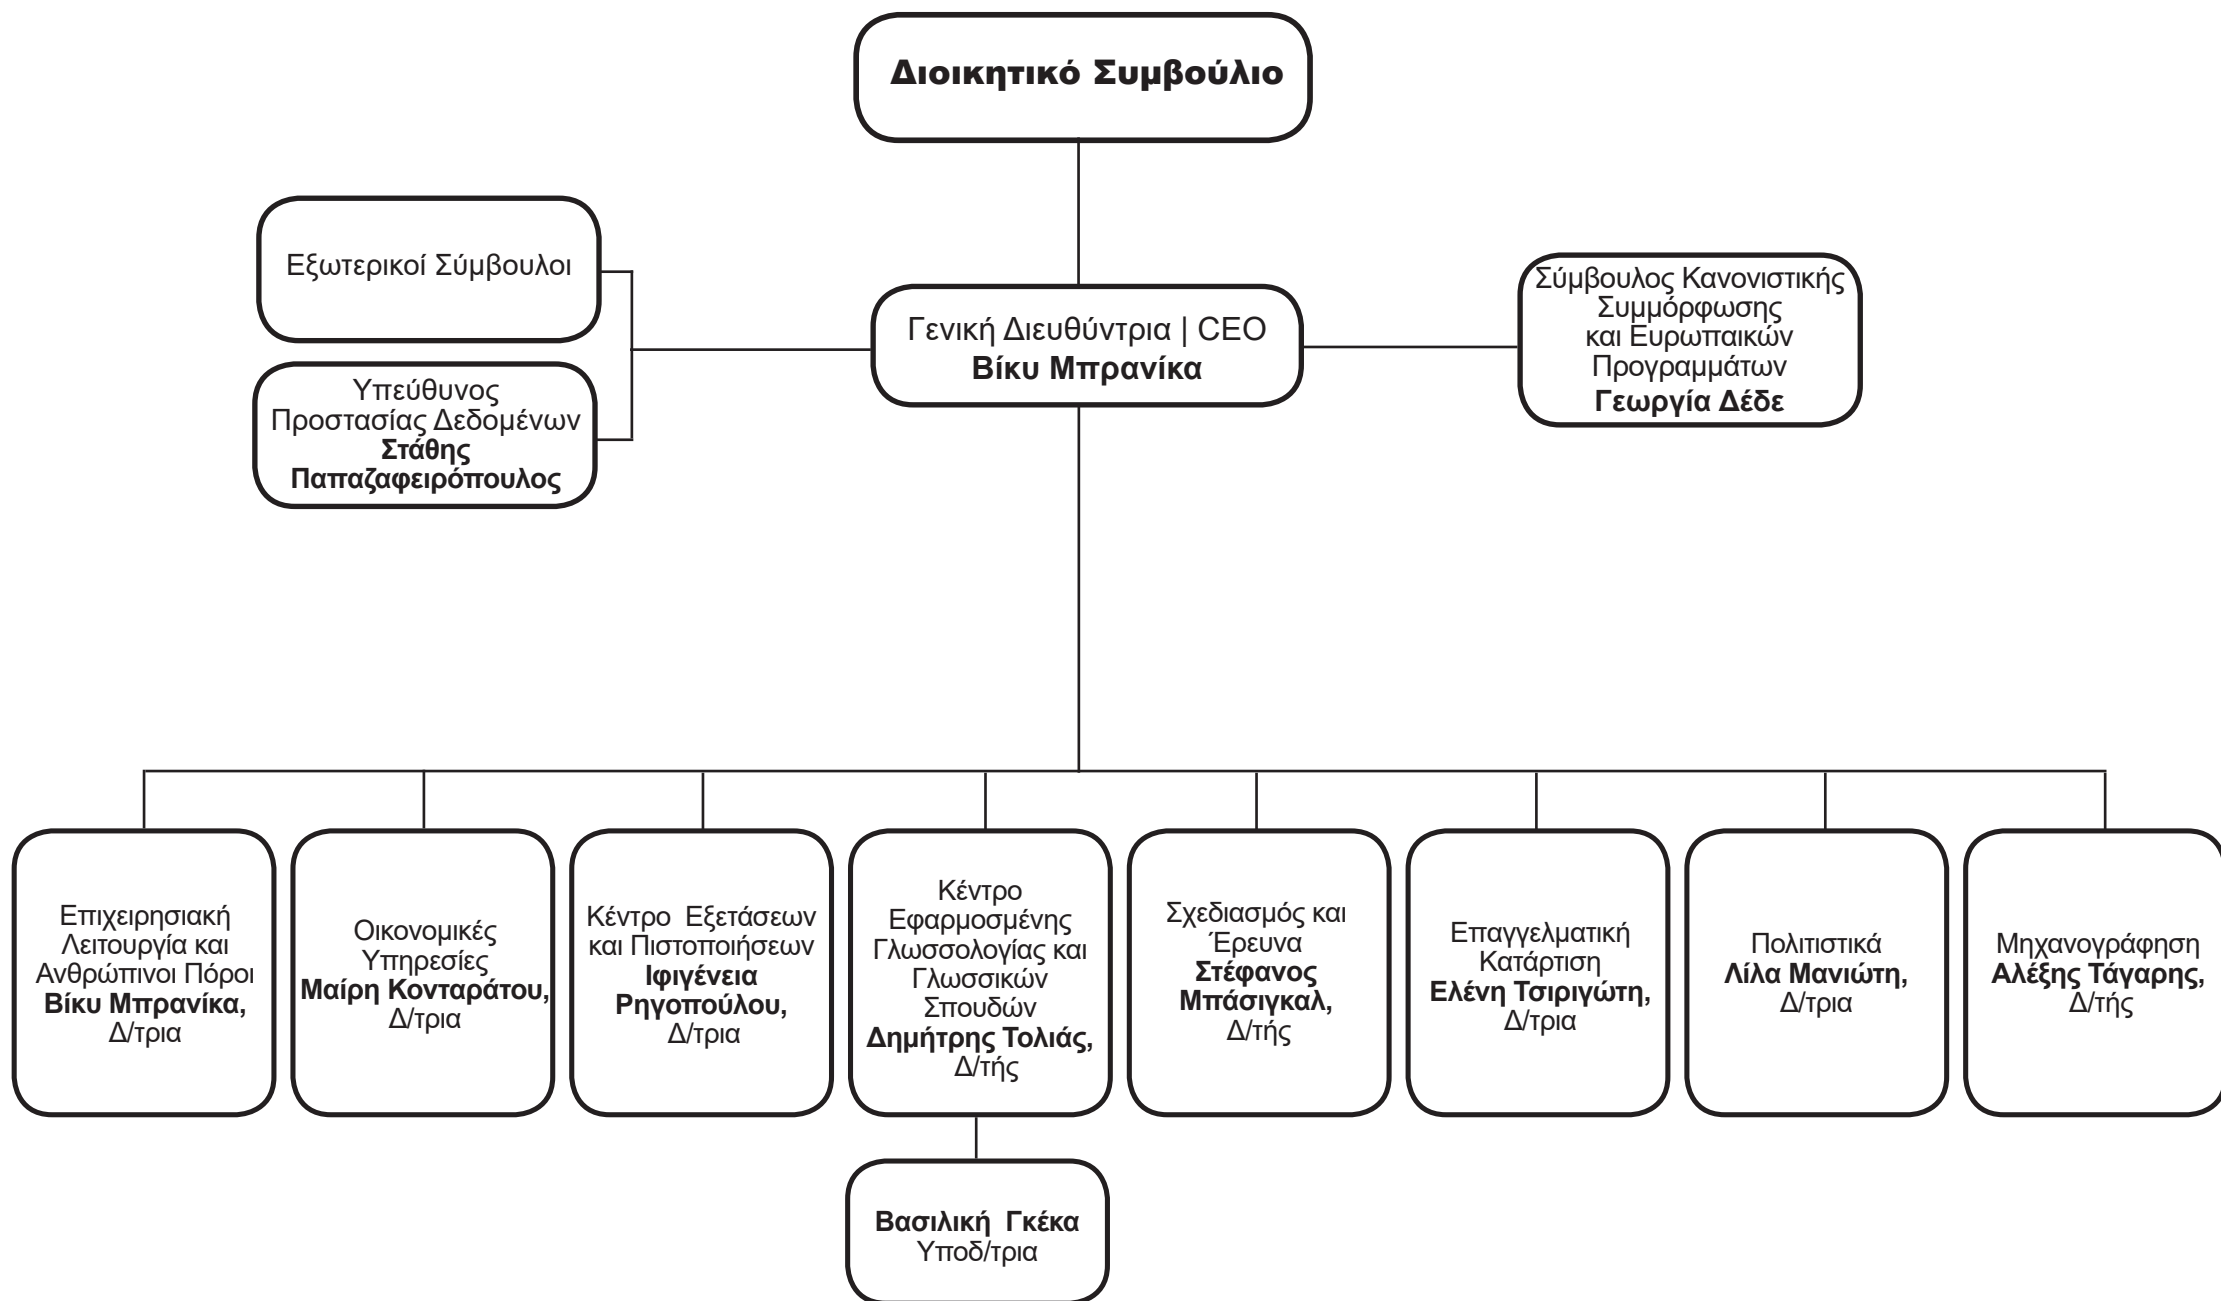 Διοικητικό Συμβούλιο
Εξωτερικοί Σύμβουλοι
Υπεύθυνος
Προστασίας Δεδομένων
Στάθης
Παπαζαφειρόπουλος
Γενική Διευθύντρια | CEO
Βίκυ Μπρανίκα
Σύμβουλος Κανονιστικής
Συμμόρφωσης
και Ευρωπαικών
Προγραμμάτων
Γεωργία Δέδε
Επιχειρησιακή
Λειτουργία και
Ανθρώπινοι Πόροι
Βίκυ Μπρανίκα,
Δ/τρια
Οικονομικές
Υπηρεσίες
Μαίρη Κονταράτου,
Δ/τρια
Κέντρο Εξετάσεων
και Πιστοποιήσεων
Ιφιγένεια
Ρηγοπούλου,
Δ/τρια
Κέντρο
Εφαρμοσμένης
Γλωσσολογίας και
Γλωσσικών
Σπουδών
Δημήτρης Τολιάς,
Δ/τής
Σχεδιασμός και
Έρευνα
Στέφανος
Μπάσιγκαλ,
Δ/τής
Επαγγελματική
Κατάρτιση
Ελένη Τσιριγώτη,
Δ/τρια
Πολιτιστικά
Λίλα Μανιώτη,
Δ/τρια
Μηχανογράφηση
Αλέξης Τάγαρης,
Δ/τής
Βασιλική Γκέκα
Υποδ/τρια